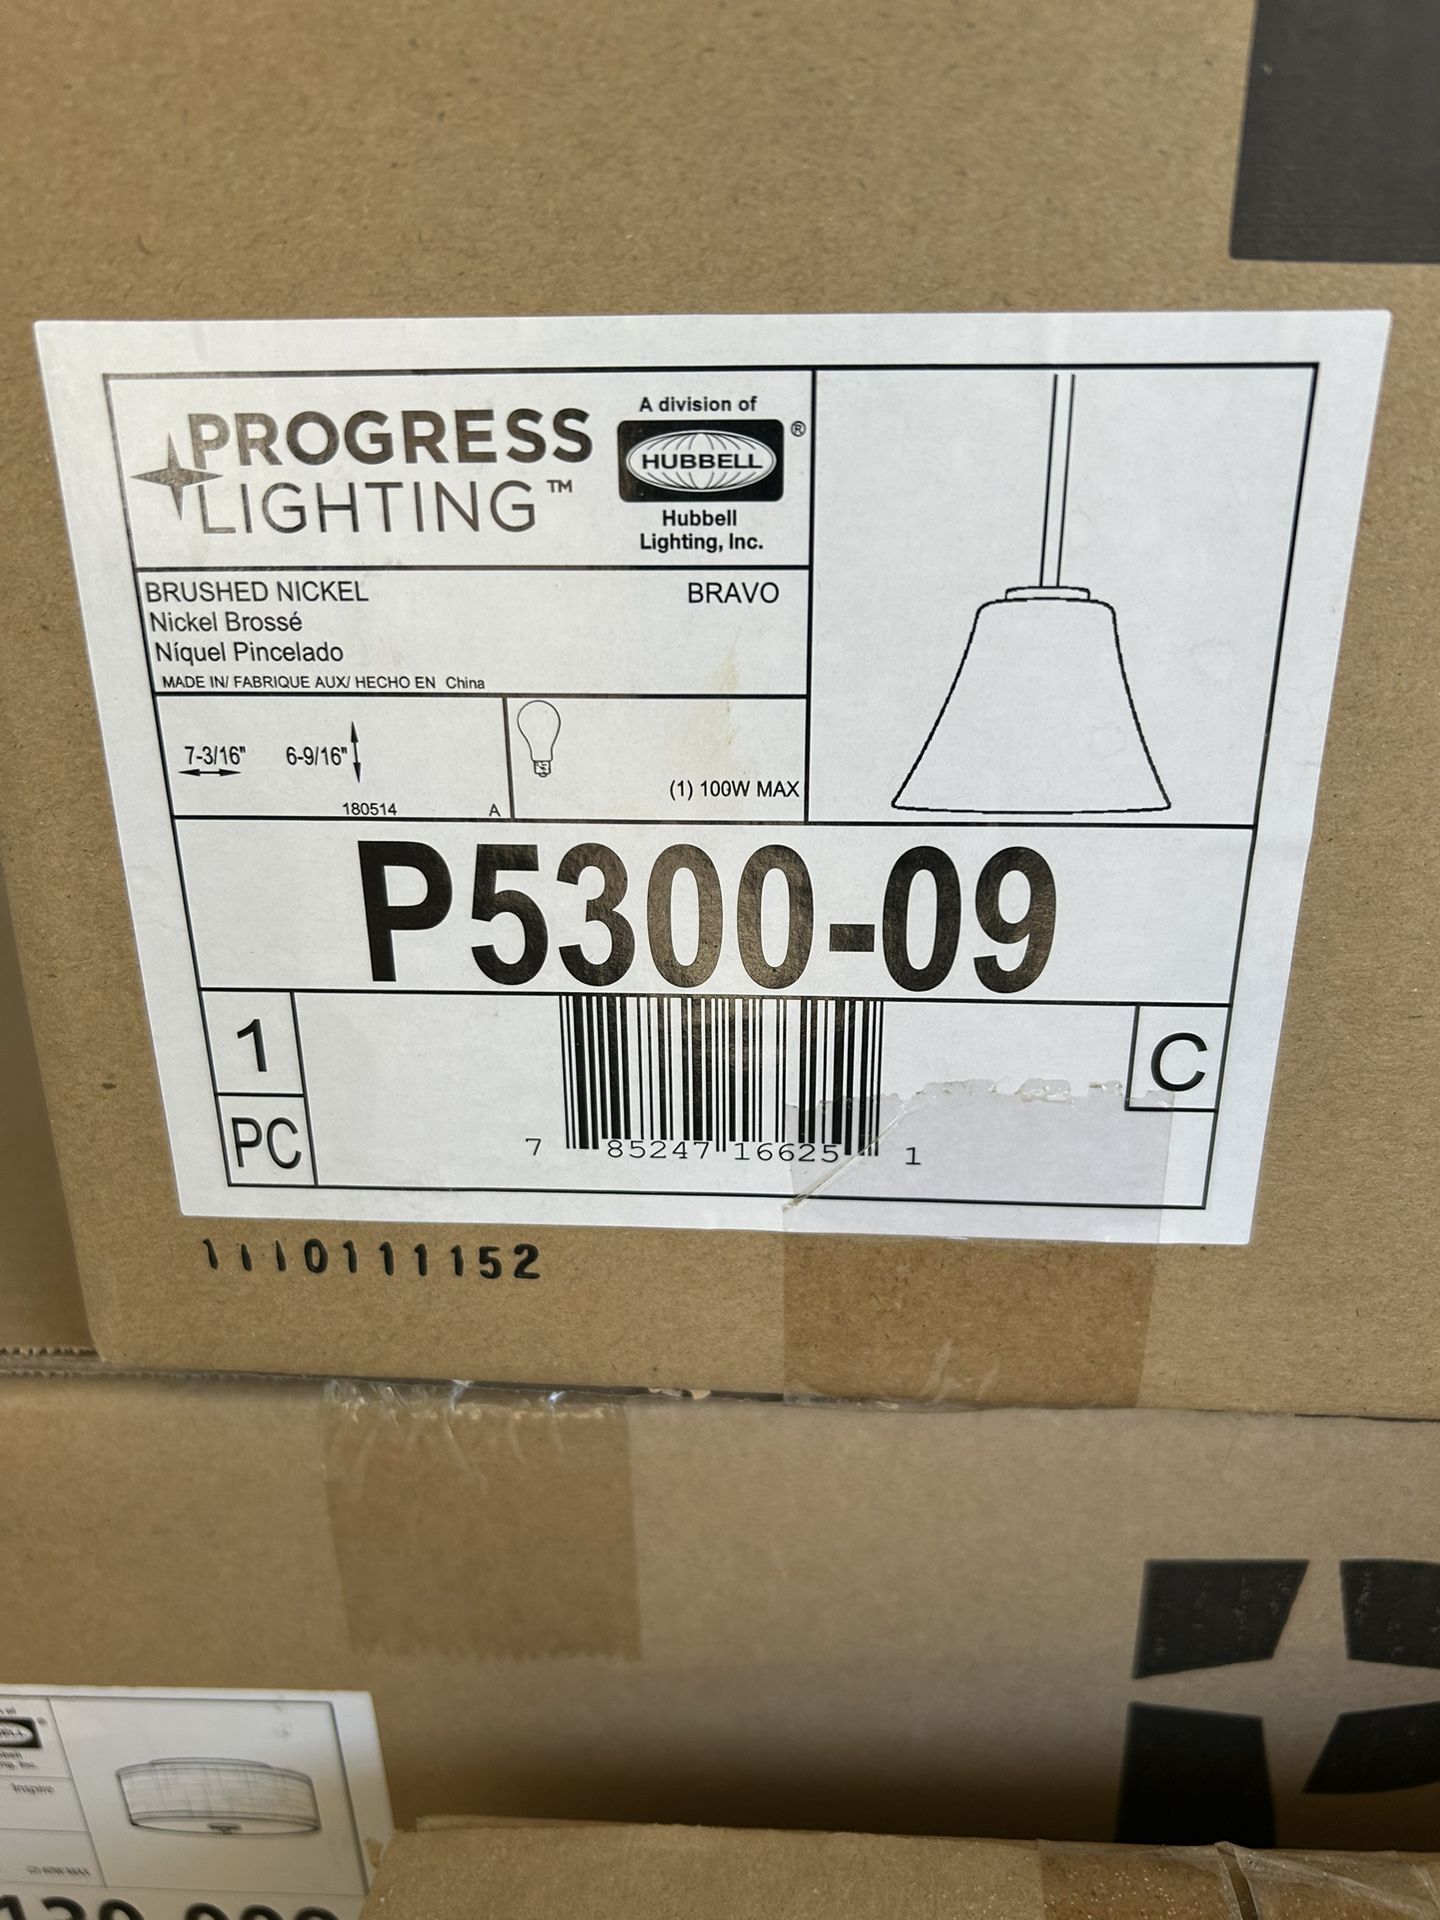 PROGRESS
LIGHTING™
A division of
HUBBELL ®
Hubbell
Lighting, Inc.
BRUSHED NICKEL
BRAVO
Nickel Brossé
Níquel Pincelado
MADE IN/ FABRIQUE AUX/ HECHO EN China
7-3/16" 6-9/16"
180514 A
(1) 100W MAX
P5300-09
1
PC
C
7 85247 16625 1
1110111152
Inspire